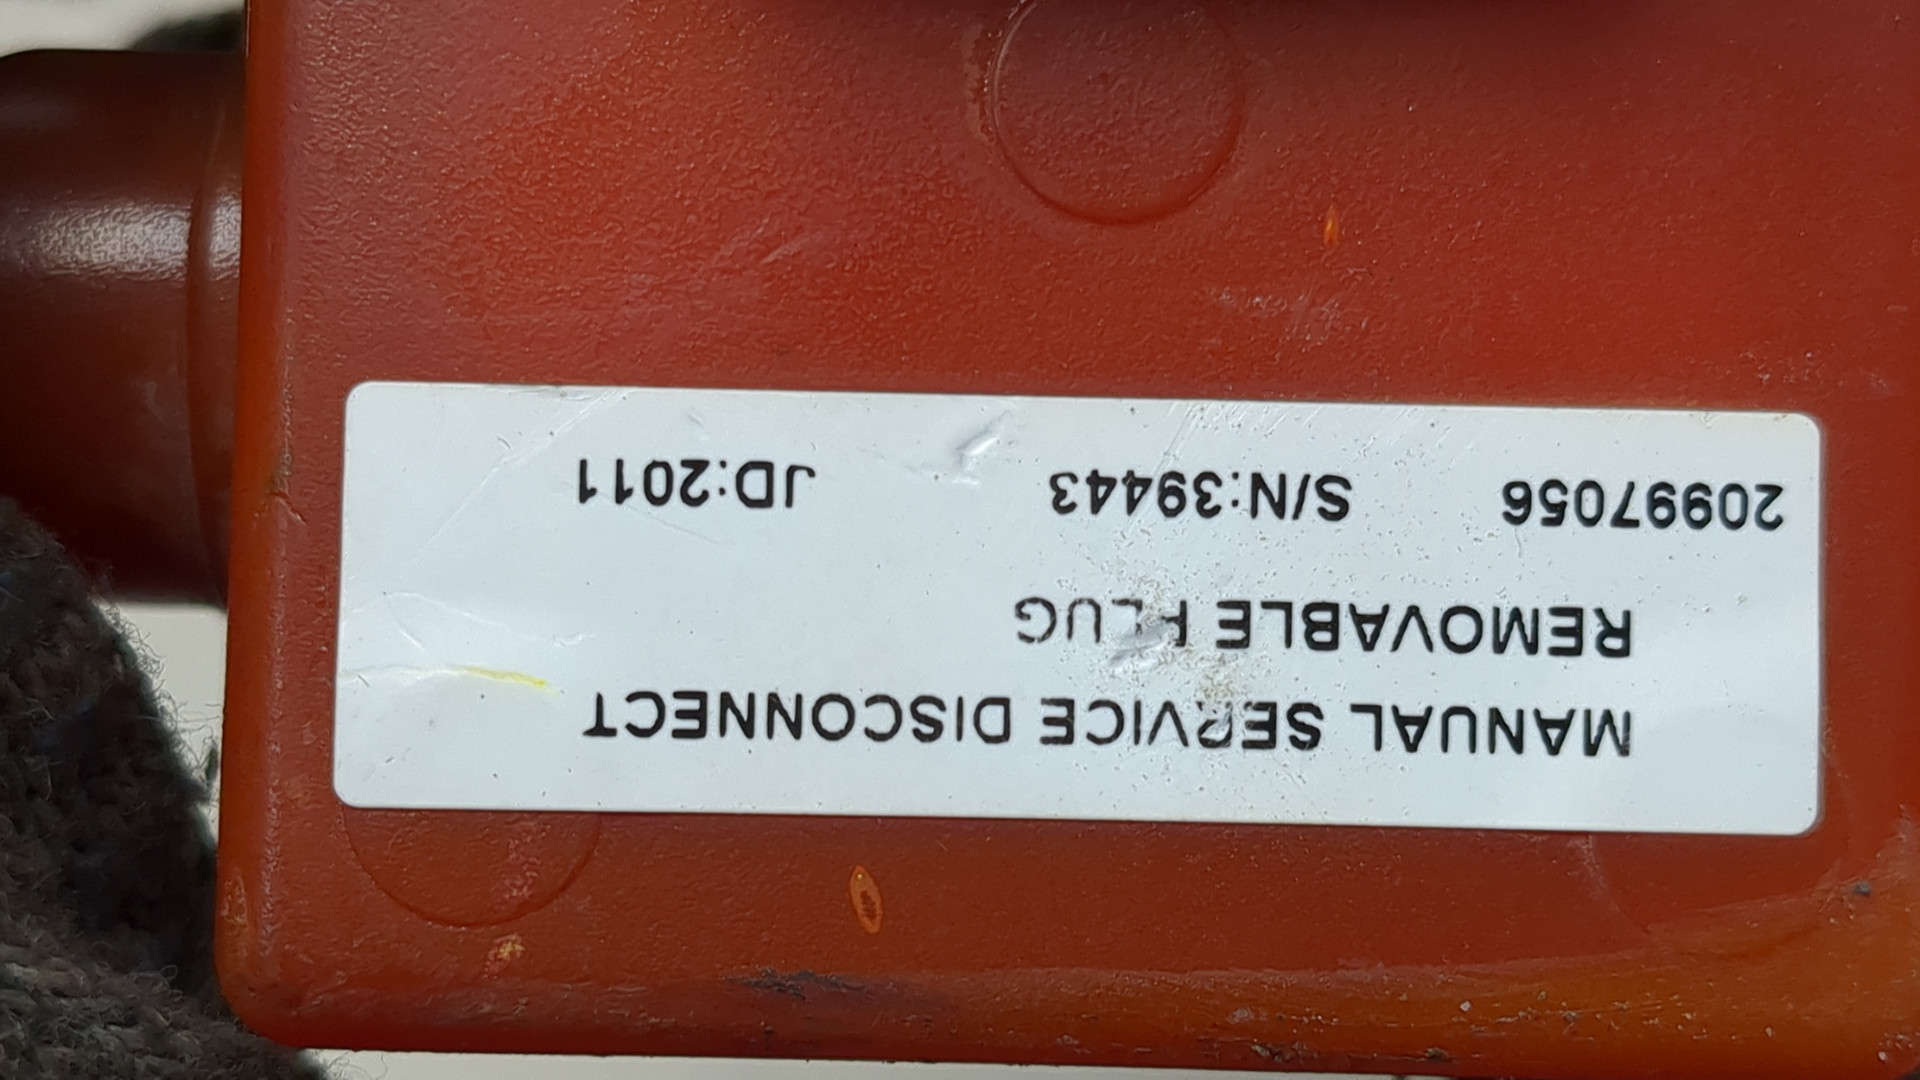 MANUAL SERVICE DISCONNECT
REMOVABLE PLUG
20997056 S/N:39443 JD:2011